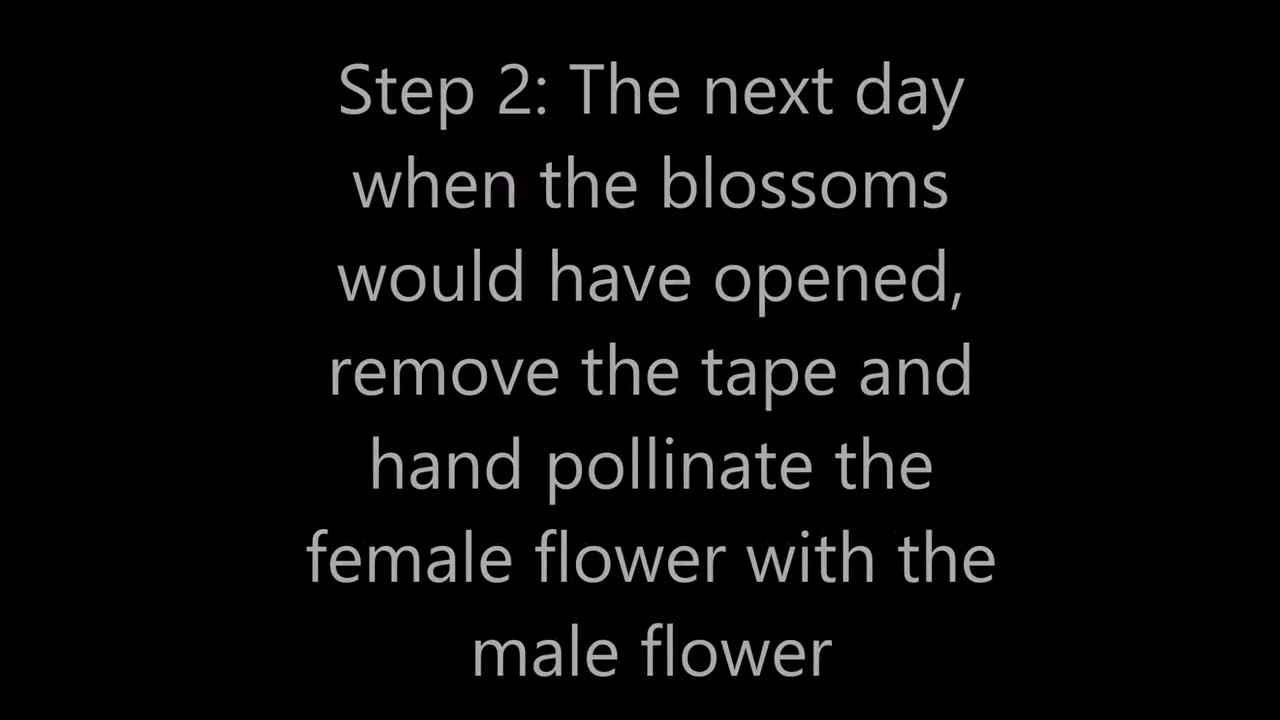 Step 2: The next day
when the blossoms
would have opened,
remove the tape and
hand pollinate the
female flower with the
male flower